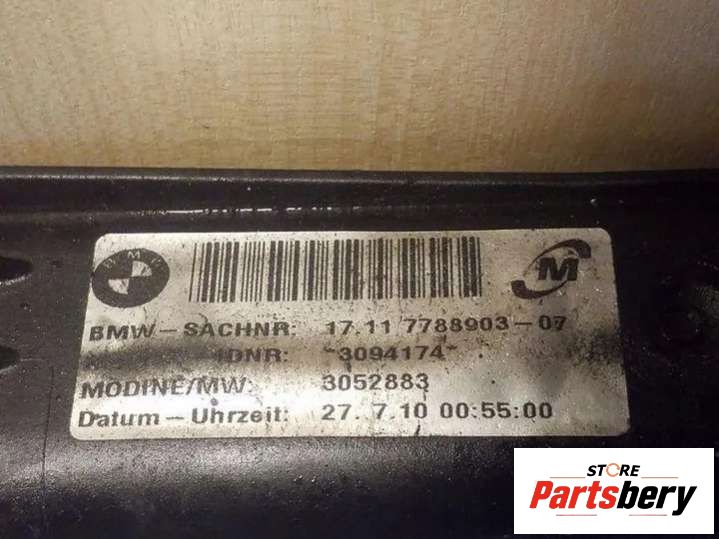 BMW
BMW-SACHNR: 17.11 7788903-07
IDNR: 3094174
MODINE/MW: 3052883
Datum-Uhrzeit: 27. 7.10 00:55:00
M
STORE
Partsbery